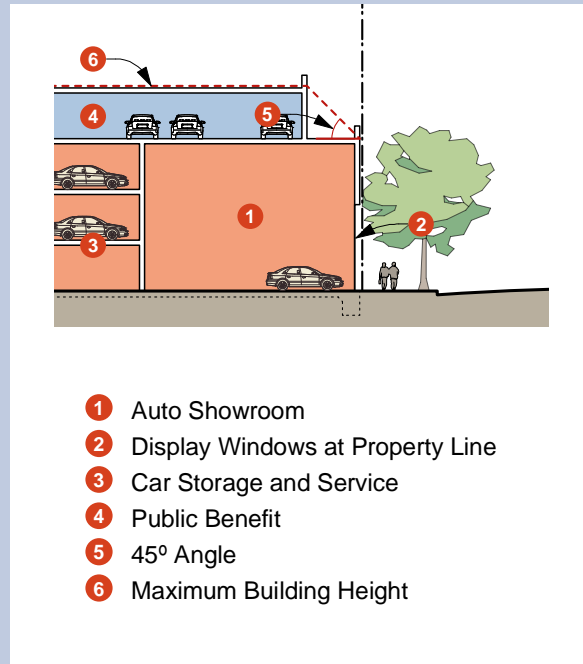 6
4
5
1
2
3
1 Auto Showroom
2 Display Windows at Property Line
3 Car Storage and Service
4 Public Benefit
5 45º Angle
6 Maximum Building Height